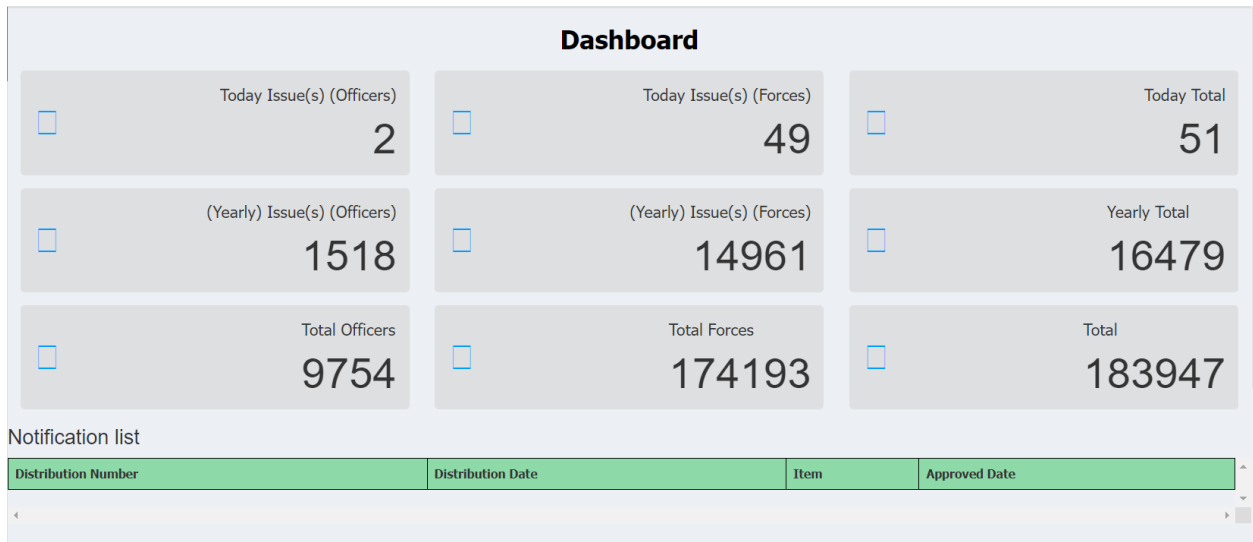 Dashboard
Today Issue(s) (Officers)
2
Today Issue(s) (Forces)
49
Today Total
51
(Yearly) Issue(s) (Officers)
1518
(Yearly) Issue(s) (Forces)
14961
Yearly Total
16479
Total Officers
9754
Total Forces
174193
Total
183947
Notification list
Distribution Number Distribution Date Item Approved Date